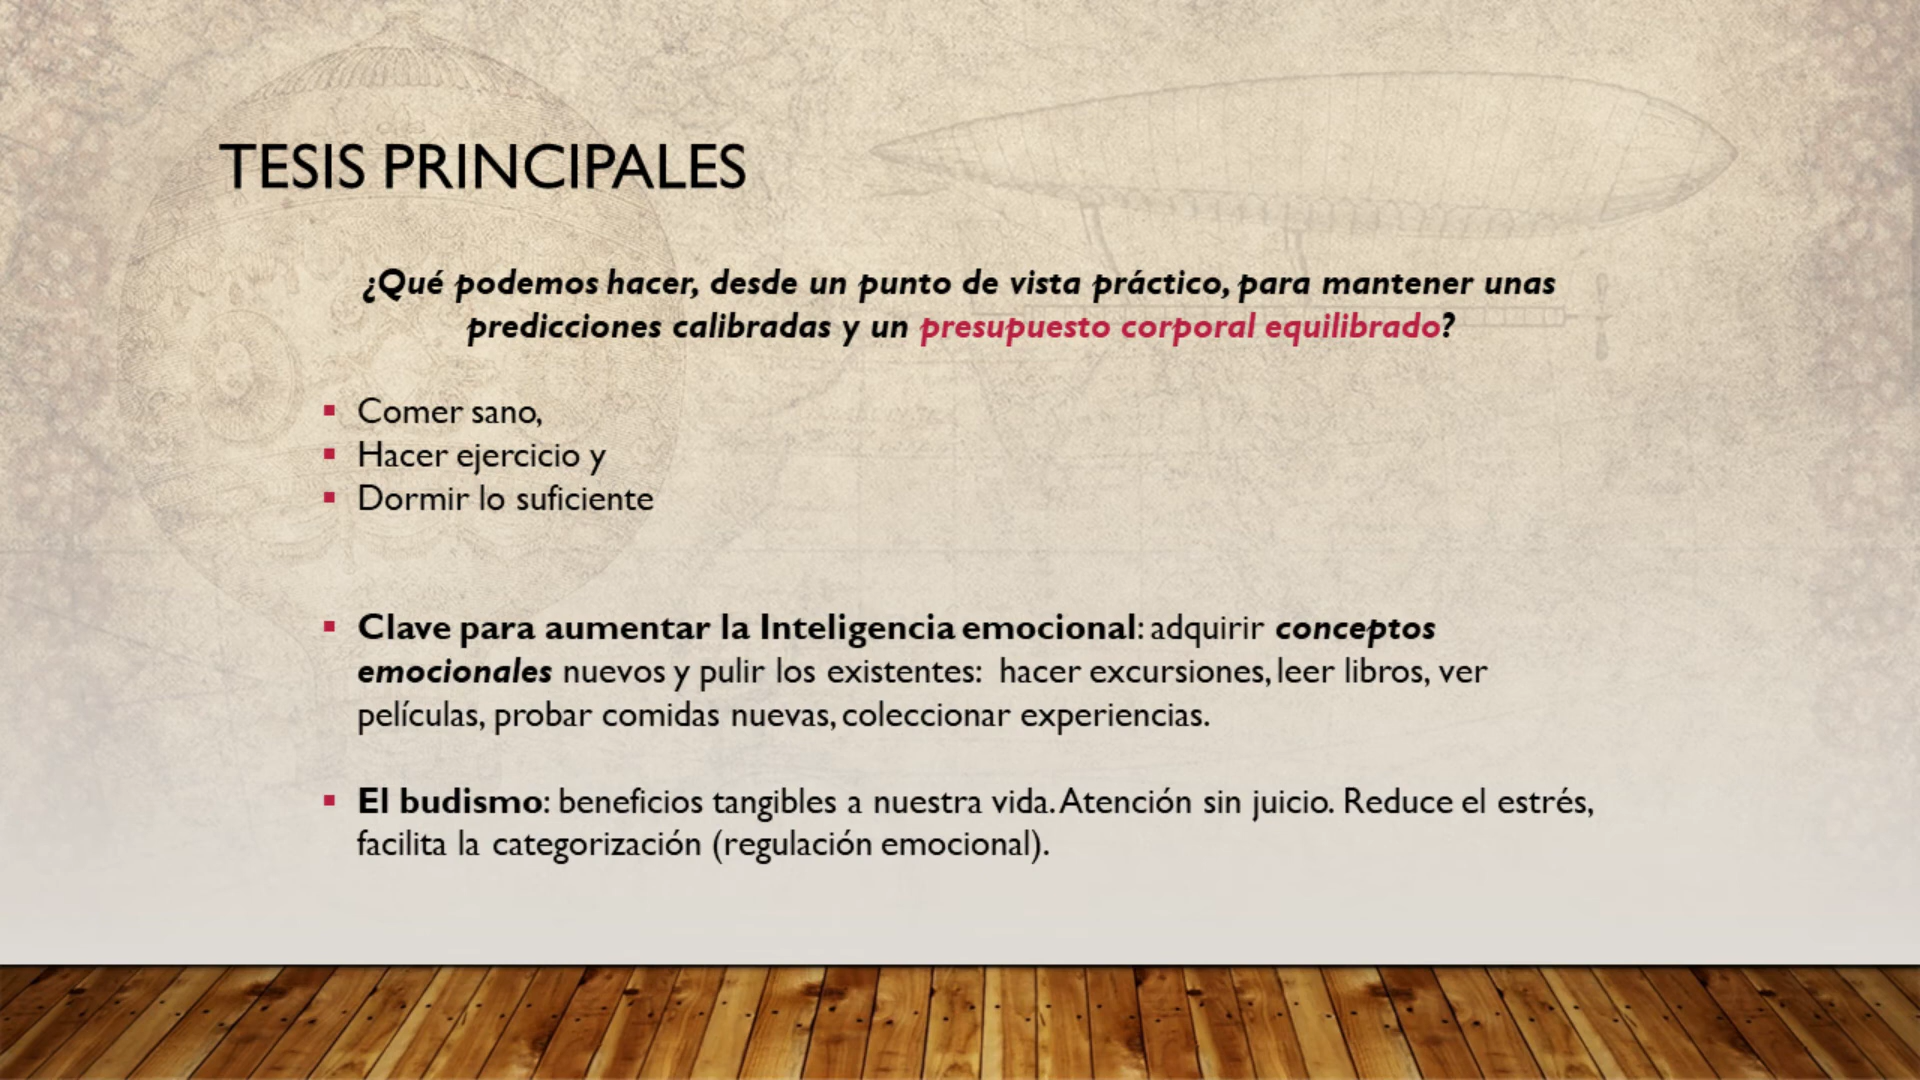 TESIS PRINCIPALES
¿Qué podemos hacer, desde un punto de vista práctico, para mantener unas
predicciones calibradas y un presupuesto corporal equilibrado?
▪ Comer sano,
▪ Hacer ejercicio y
▪ Dormir lo suficiente
▪ Clave para aumentar la Inteligencia emocional: adquirir conceptos
emocionales nuevos y pulir los existentes: hacer excursiones, leer libros, ver
películas, probar comidas nuevas, coleccionar experiencias.
▪ El budismo: beneficios tangibles a nuestra vida. Atención sin juicio. Reduce el estrés,
facilita la categorización (regulación emocional).